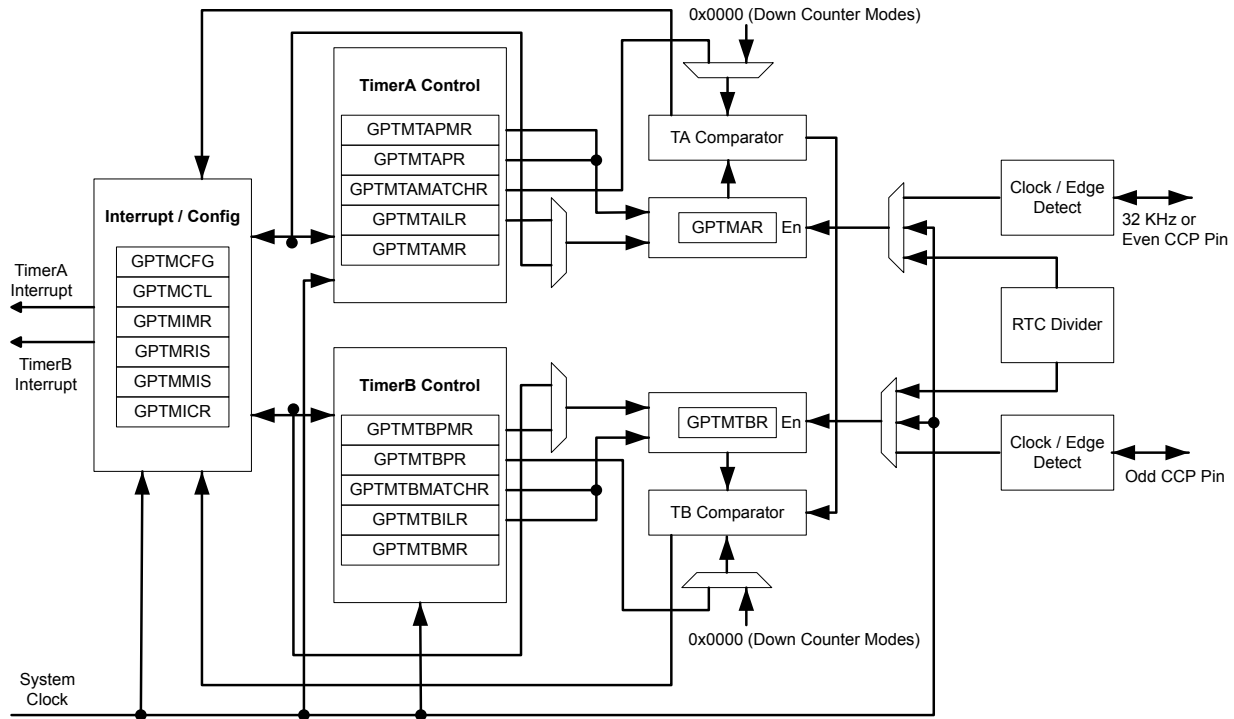 0x0000 (Down Counter Modes)
TimerA Control
GPTMTAPMR
GPTMTAPR
GPTMTAMATCHR
GPTMTAILR
GPTMTAMR
TA Comparator
GPTMAR
En
Clock / Edge
Detect
32 KHz or
Even CCP Pin
Interrupt / Config
GPTMCFG
GPTMCTL
GPTMIMR
GPTMRIS
GPTMMIS
GPTMICR
TimerA
Interrupt
TimerB
Interrupt
RTC Divider
TimerB Control
GPTMTBPMR
GPTMTBPR
GPTMTBMATCHR
GPTMTBILR
GPTMTBMR
GPTMTBR
En
TB Comparator
Clock / Edge
Detect
Odd CCP Pin
0x0000 (Down Counter Modes)
System
Clock